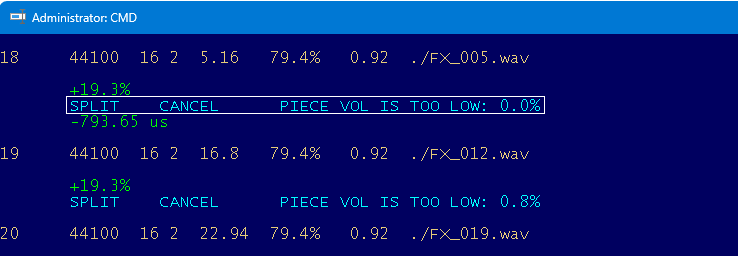 Administrator: CMD
18 44100 16 2 5.16 79.4% 0.92 ./FX_005.wav
+19.3%
SPLIT CANCEL PIECE VOL IS TOO LOW: 0.0%
-793.65 us
19 44100 16 2 16.8 79.4% 0.92 ./FX_012.wav
+19.3%
SPLIT CANCEL PIECE VOL IS TOO LOW: 0.8%
20 44100 16 2 22.94 79.4% 0.92 ./FX_019.wav